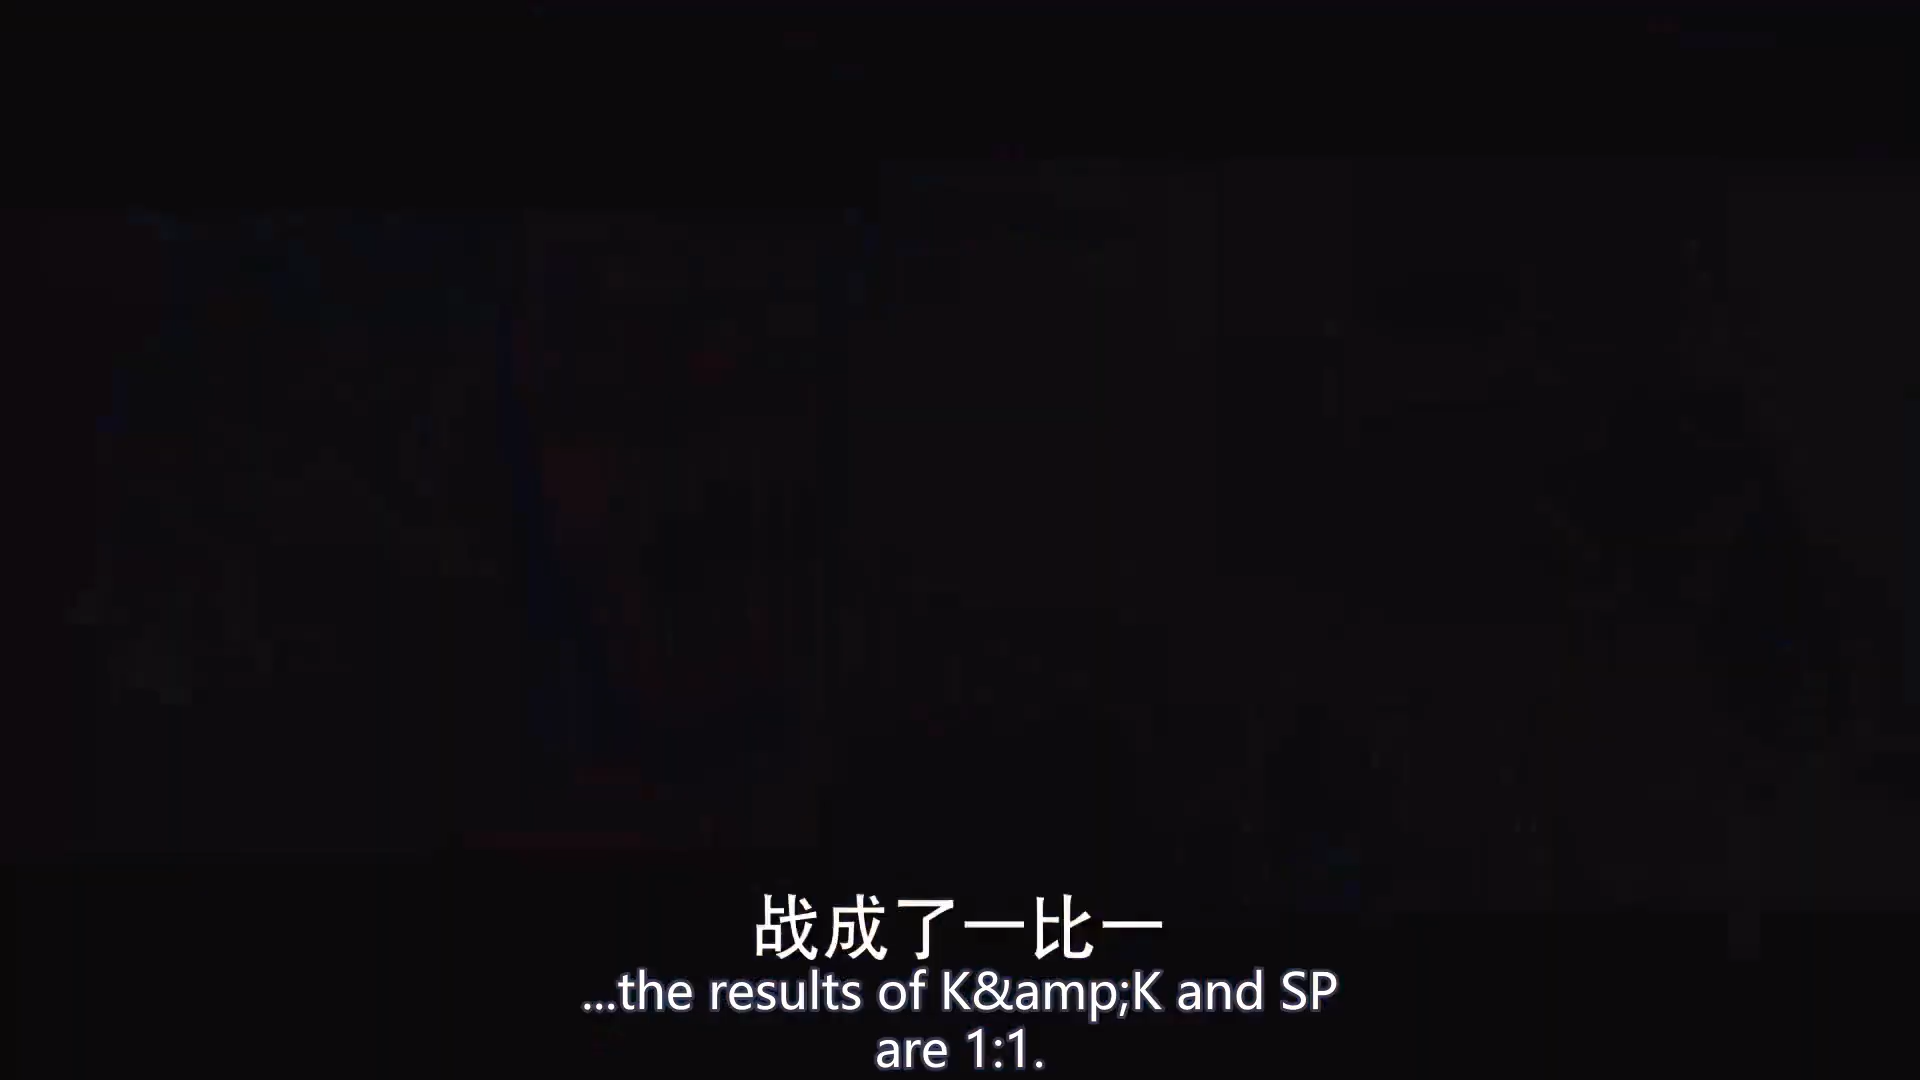 战成了一比一
...the results of K&amp;K and SP
are 1:1.